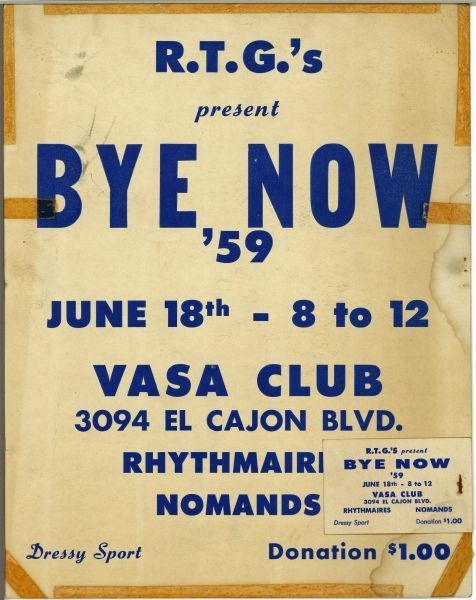 R.T.G.'s
present
BYE NOW
'59
JUNE 18th - 8 to 12
VASA CLUB
3094 EL CAJON BLVD.
RHYTHMAIRE
NOMANDS
Dressy Sport Donation $1.00
R.T.G.'S present
BYE NOW
'59
JUNE 18th - 8 to 12
VASA CLUB
3094 EL CAJON BLVD.
RHYTHMAIRES NOMANDS
Dressy Sport Donation $1.00